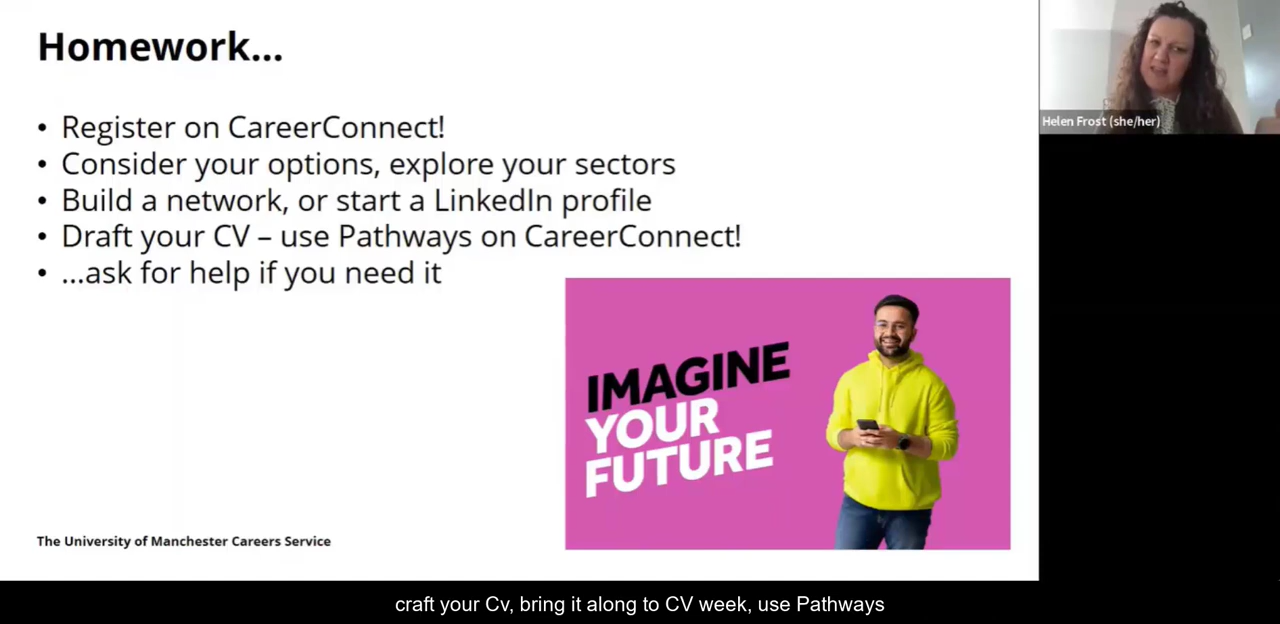 Homework...
• Register on CareerConnect!
• Consider your options, explore your sectors
• Build a network, or start a LinkedIn profile
• Draft your CV – use Pathways on CareerConnect!
• ...ask for help if you need it
IMAGINE
YOUR
FUTURE
The University of Manchester Careers Service
Helen Frost (she/her)
craft your Cv, bring it along to CV week, use Pathways